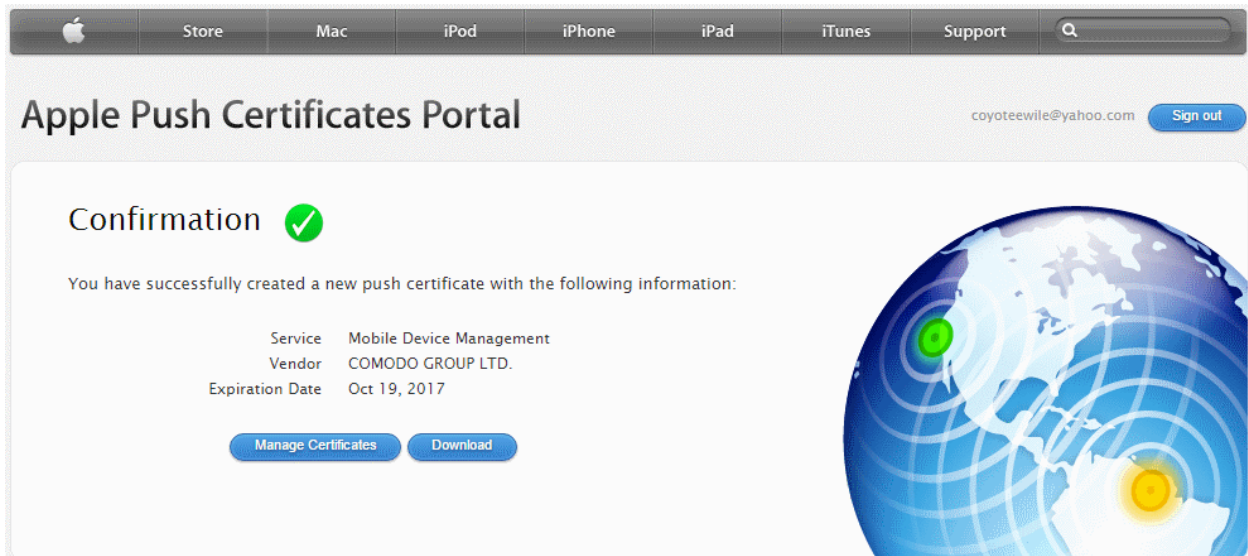 Store Mac iPod iPhone iPad iTunes Support
Apple Push Certificates Portal
coyoteewile@yahoo.com Sign out
Confirmation
You have successfully created a new push certificate with the following information:
Service Mobile Device Management
Vendor COMODO GROUP LTD.
Expiration Date Oct 19, 2017
Manage Certificates Download